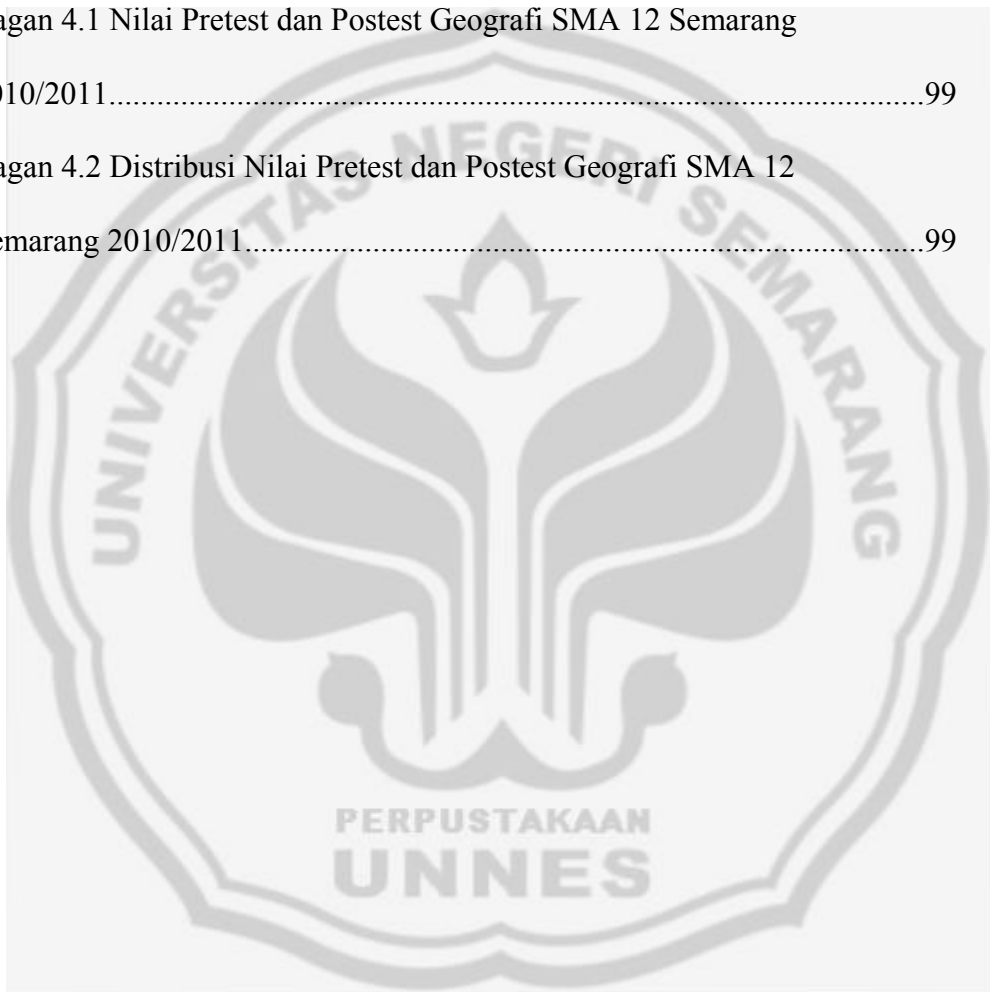 agan 4.1 Nilai Pretest dan Postest Geografi SMA 12 Semarang
010/2011..........................................................................................................99
agan 4.2 Distribusi Nilai Pretest dan Postest Geografi SMA 12
emarang 2010/2011........................................................................................99
UNIVERSITAS NEGERI SEMARANG
PERPUSTAKAAN
UNNES